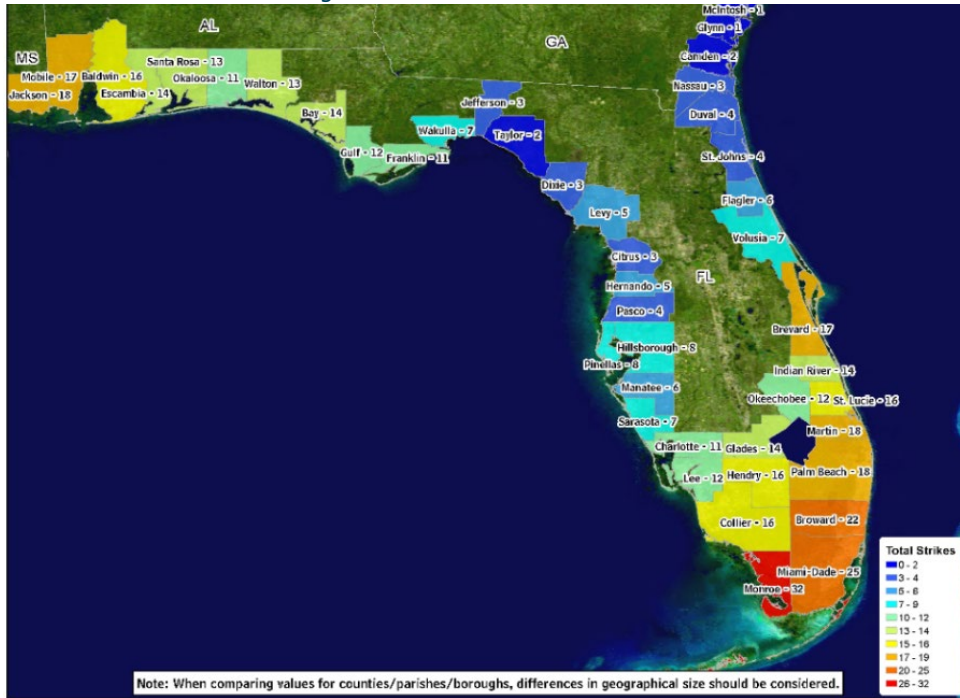 McIntosh - 1
Glynn - 1
Camden - 2
AL
GA
MS
Mobile - 17
Jackson - 18
Baldwin - 16
Escambia - 14
Santa Rosa - 13
Okaloosa - 11
Walton - 13
Bay - 14
Gulf - 12
Franklin - 11
Wakulla - 7
Jefferson - 3
Taylor - 2
Nassau - 3
Duval - 4
St. Johns - 4
Dixie - 3
Levy - 5
Flagler - 6
Volusia - 7
Citrus - 3
Hernando - 5
Pasco - 4
FL
Hillsborough - 8
Pinellas - 8
Manatee - 6
Sarasota - 7
Brevard - 17
Indian River - 14
Okeechobee - 12
St. Lucie - 16
Martin - 18
Charlotte - 11
Glades - 14
Lee - 12
Hendry - 16
Palm Beach - 18
Collier - 16
Broward - 22
Miami-Dade - 25
Monroe - 32
Total Strikes
0 - 2
3 - 4
5 - 6
7 - 9
10 - 12
13 - 14
15 - 16
17 - 19
20 - 25
26 - 32
Note: When comparing values for counties/parishes/boroughs, differences in geographical size should be considered.